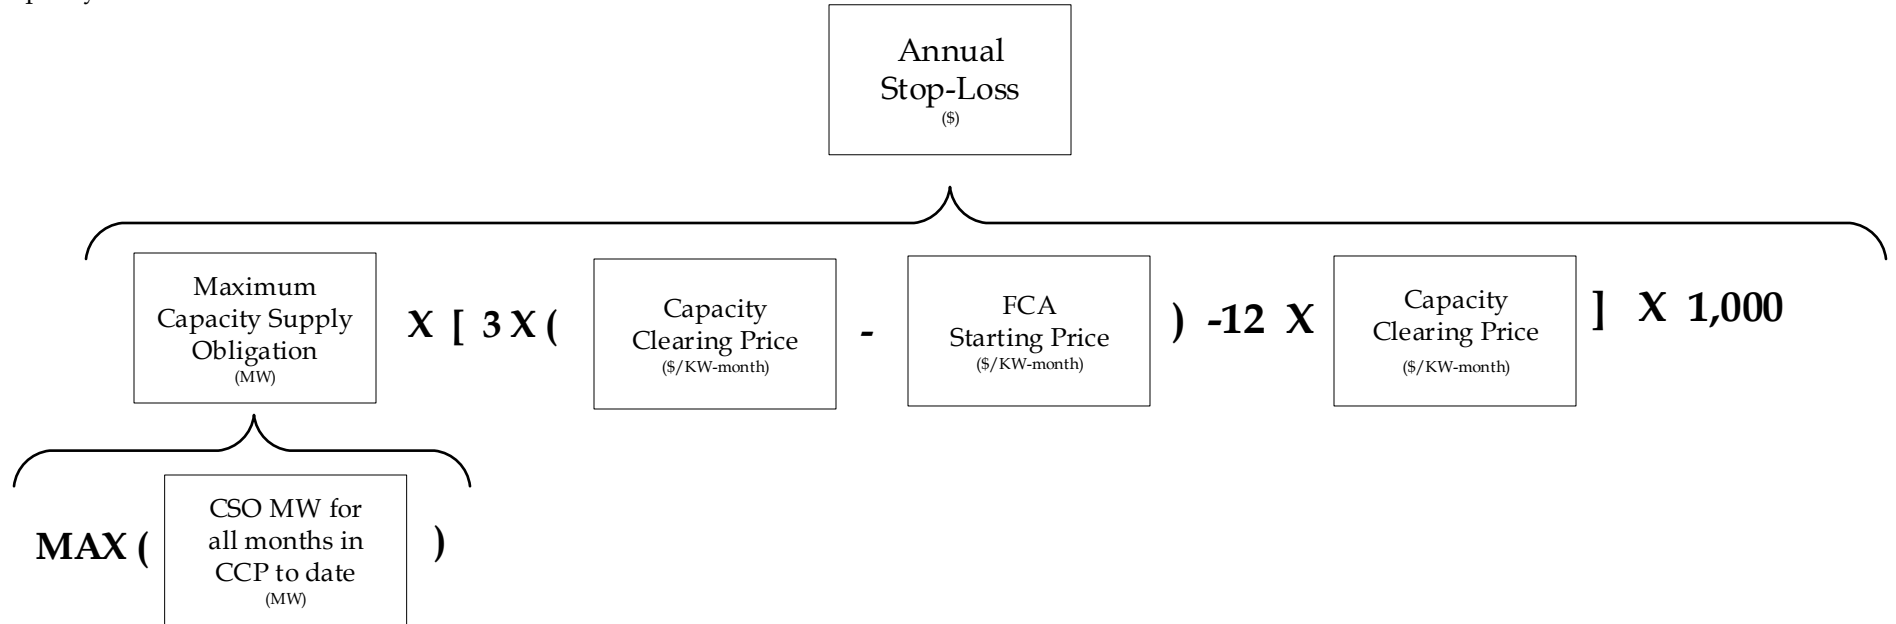 Annual
Stop-Loss
($)
Maximum
Capacity Supply
Obligation
(MW)
X [ 3 X (
Capacity
Clearing Price
($/KW-month)
-
FCA
Starting Price
($/KW-month)
) -12 X
Capacity
Clearing Price
($/KW-month)
] X 1,000
MAX (
CSO MW for
all months in
CCP to date
(MW)
)